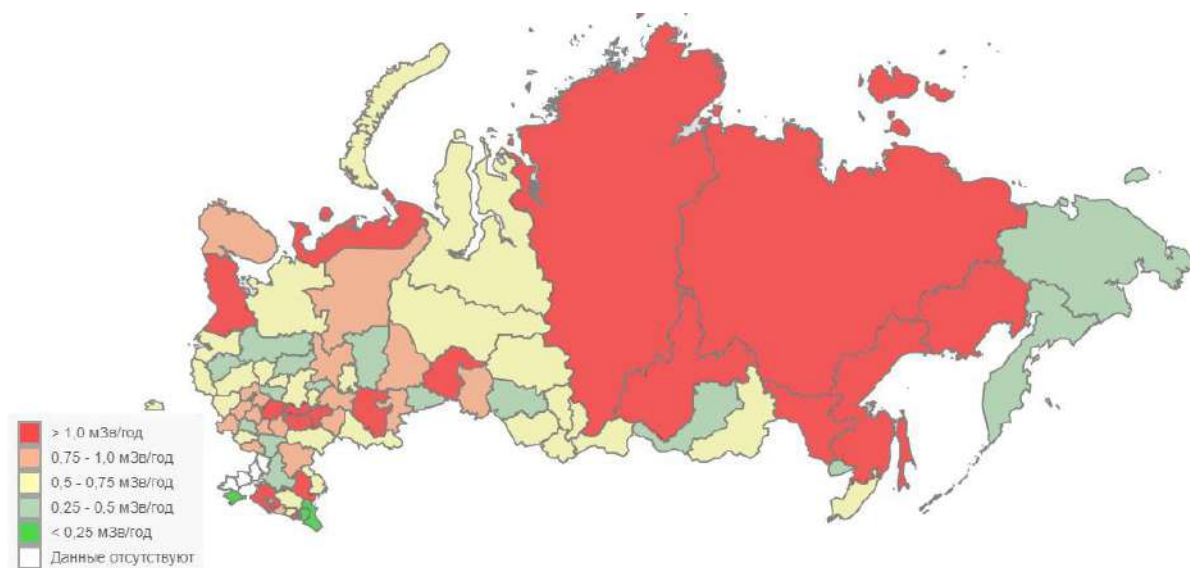 > 1,0 мЗв/год
0,75 - 1,0 мЗв/год
0,5 - 0,75 мЗв/год
0,25 - 0,5 мЗв/год
< 0,25 мЗв/год
Данные отсутствуют